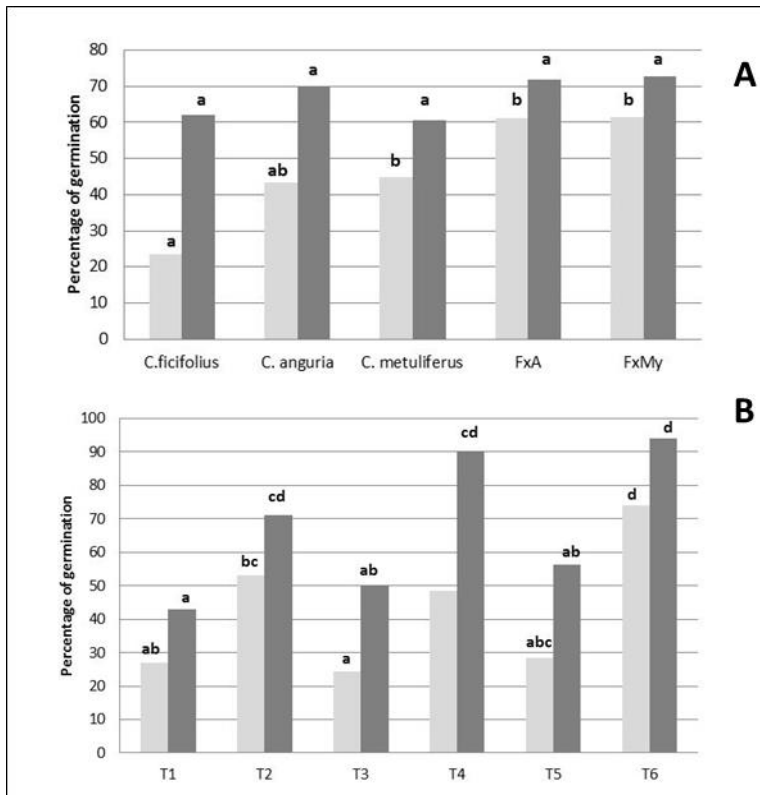 A
Percentage of germination
80
70
60
50
40
30
20
10
0
a a
ab a
b a
b a
b a
C.ficifolius C. anguria C. metuliferus FxA FxMy
B
Percentage of germination
100
90
80
70
60
50
40
30
20
10
0
ab a
bc cd
a ab
cd
abc ab
d d
T1 T2 T3 T4 T5 T6